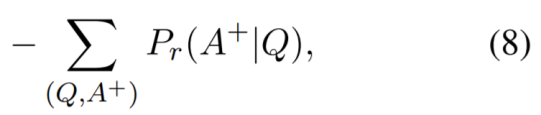 − ∑ P_r(A^+|Q), (8)
(Q,A^+)